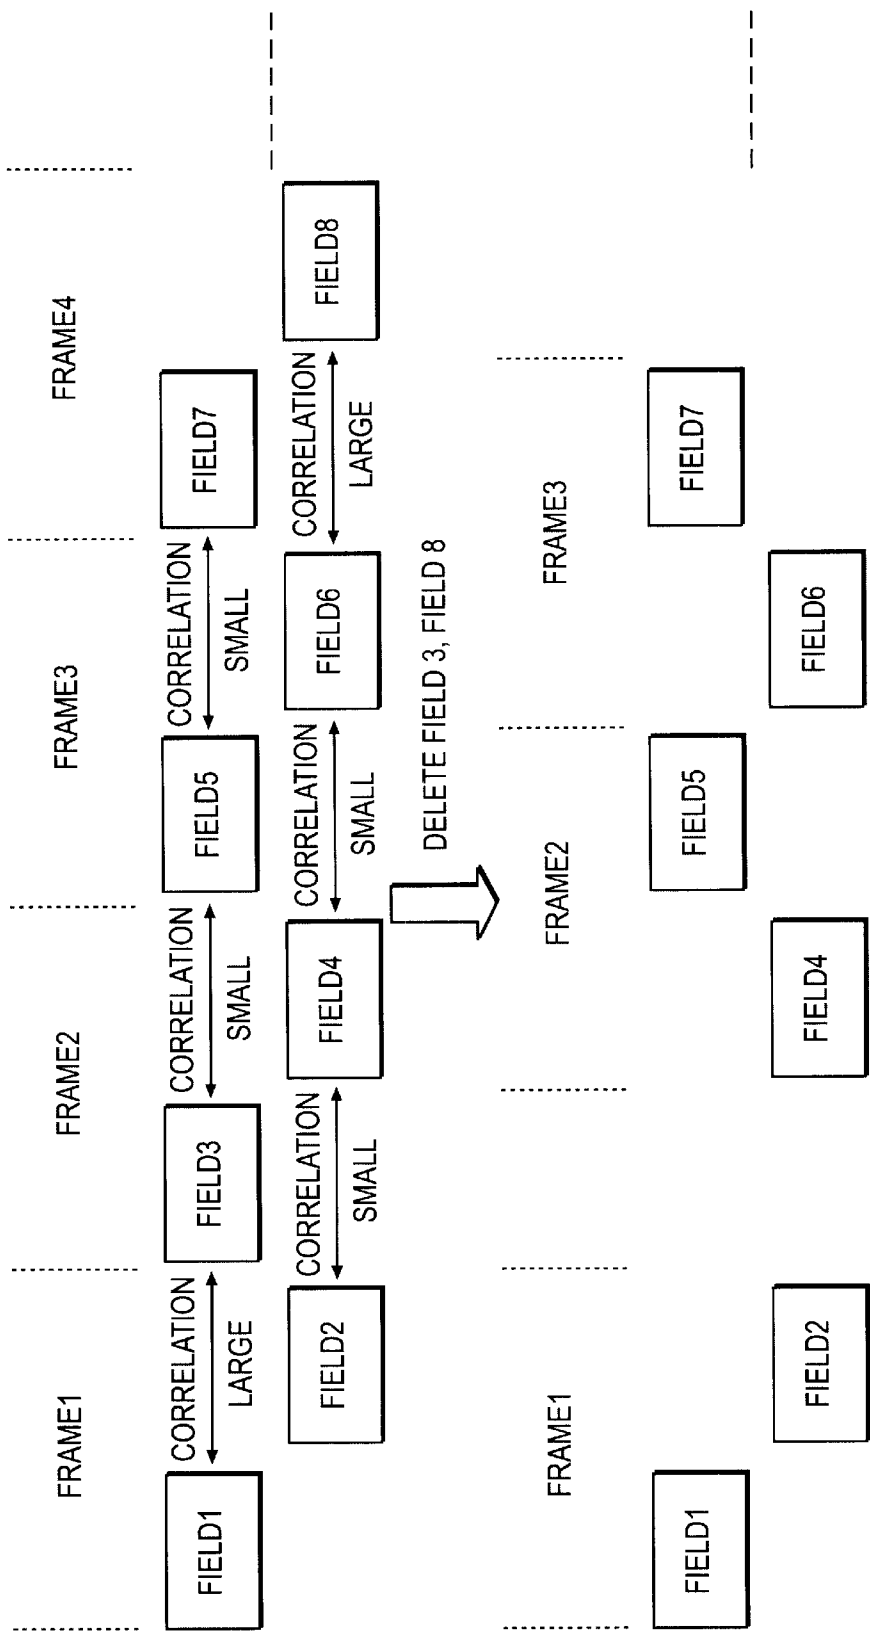 FRAME1
FRAME2
FRAME3
FRAME4
FIELD1
CORRELATION
LARGE
FIELD3
CORRELATION
SMALL
FIELD5
CORRELATION
SMALL
FIELD7
FIELD2
CORRELATION
SMALL
FIELD4
CORRELATION
SMALL
FIELD6
CORRELATION
LARGE
FIELD8
DELETE FIELD 3, FIELD 8
FRAME1
FRAME2
FRAME3
FIELD1
FIELD5
FIELD7
FIELD2
FIELD4
FIELD6